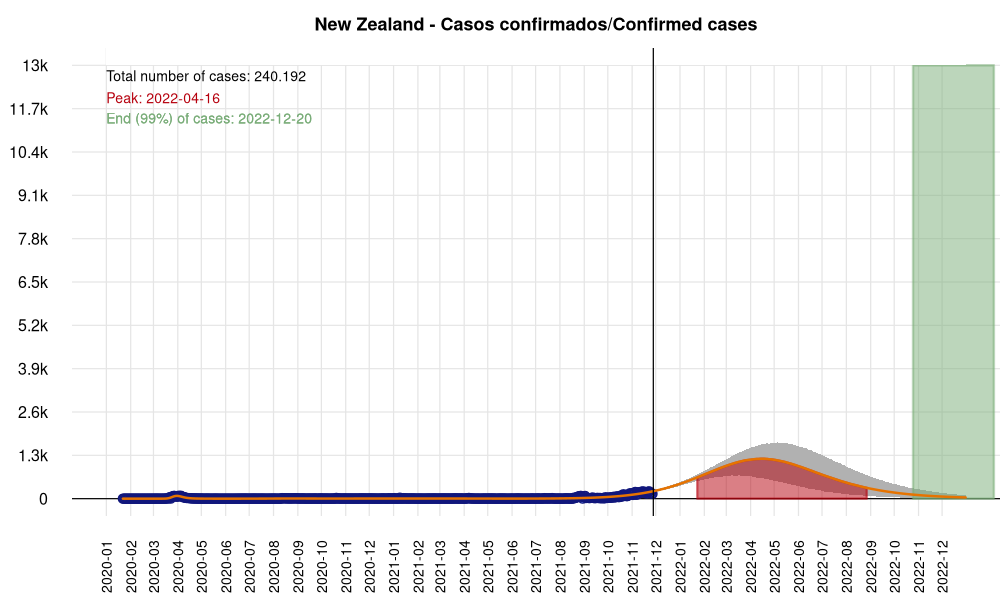 New Zealand - Casos confirmados/Confirmed cases
Total number of cases: 240.192
Peak: 2022-04-16
End (99%) of cases: 2022-12-20
13k
11.7k
10.4k
9.1k
7.8k
6.5k
5.2k
3.9k
2.6k
1.3k
0
2020-01
2020-02
2020-03
2020-04
2020-05
2020-06
2020-07
2020-08
2020-09
2020-10
2020-11
2020-12
2021-01
2021-02
2021-03
2021-04
2021-05
2021-06
2021-07
2021-08
2021-09
2021-10
2021-11
2021-12
2022-01
2022-02
2022-03
2022-04
2022-05
2022-06
2022-07
2022-08
2022-09
2022-10
2022-11
2022-12